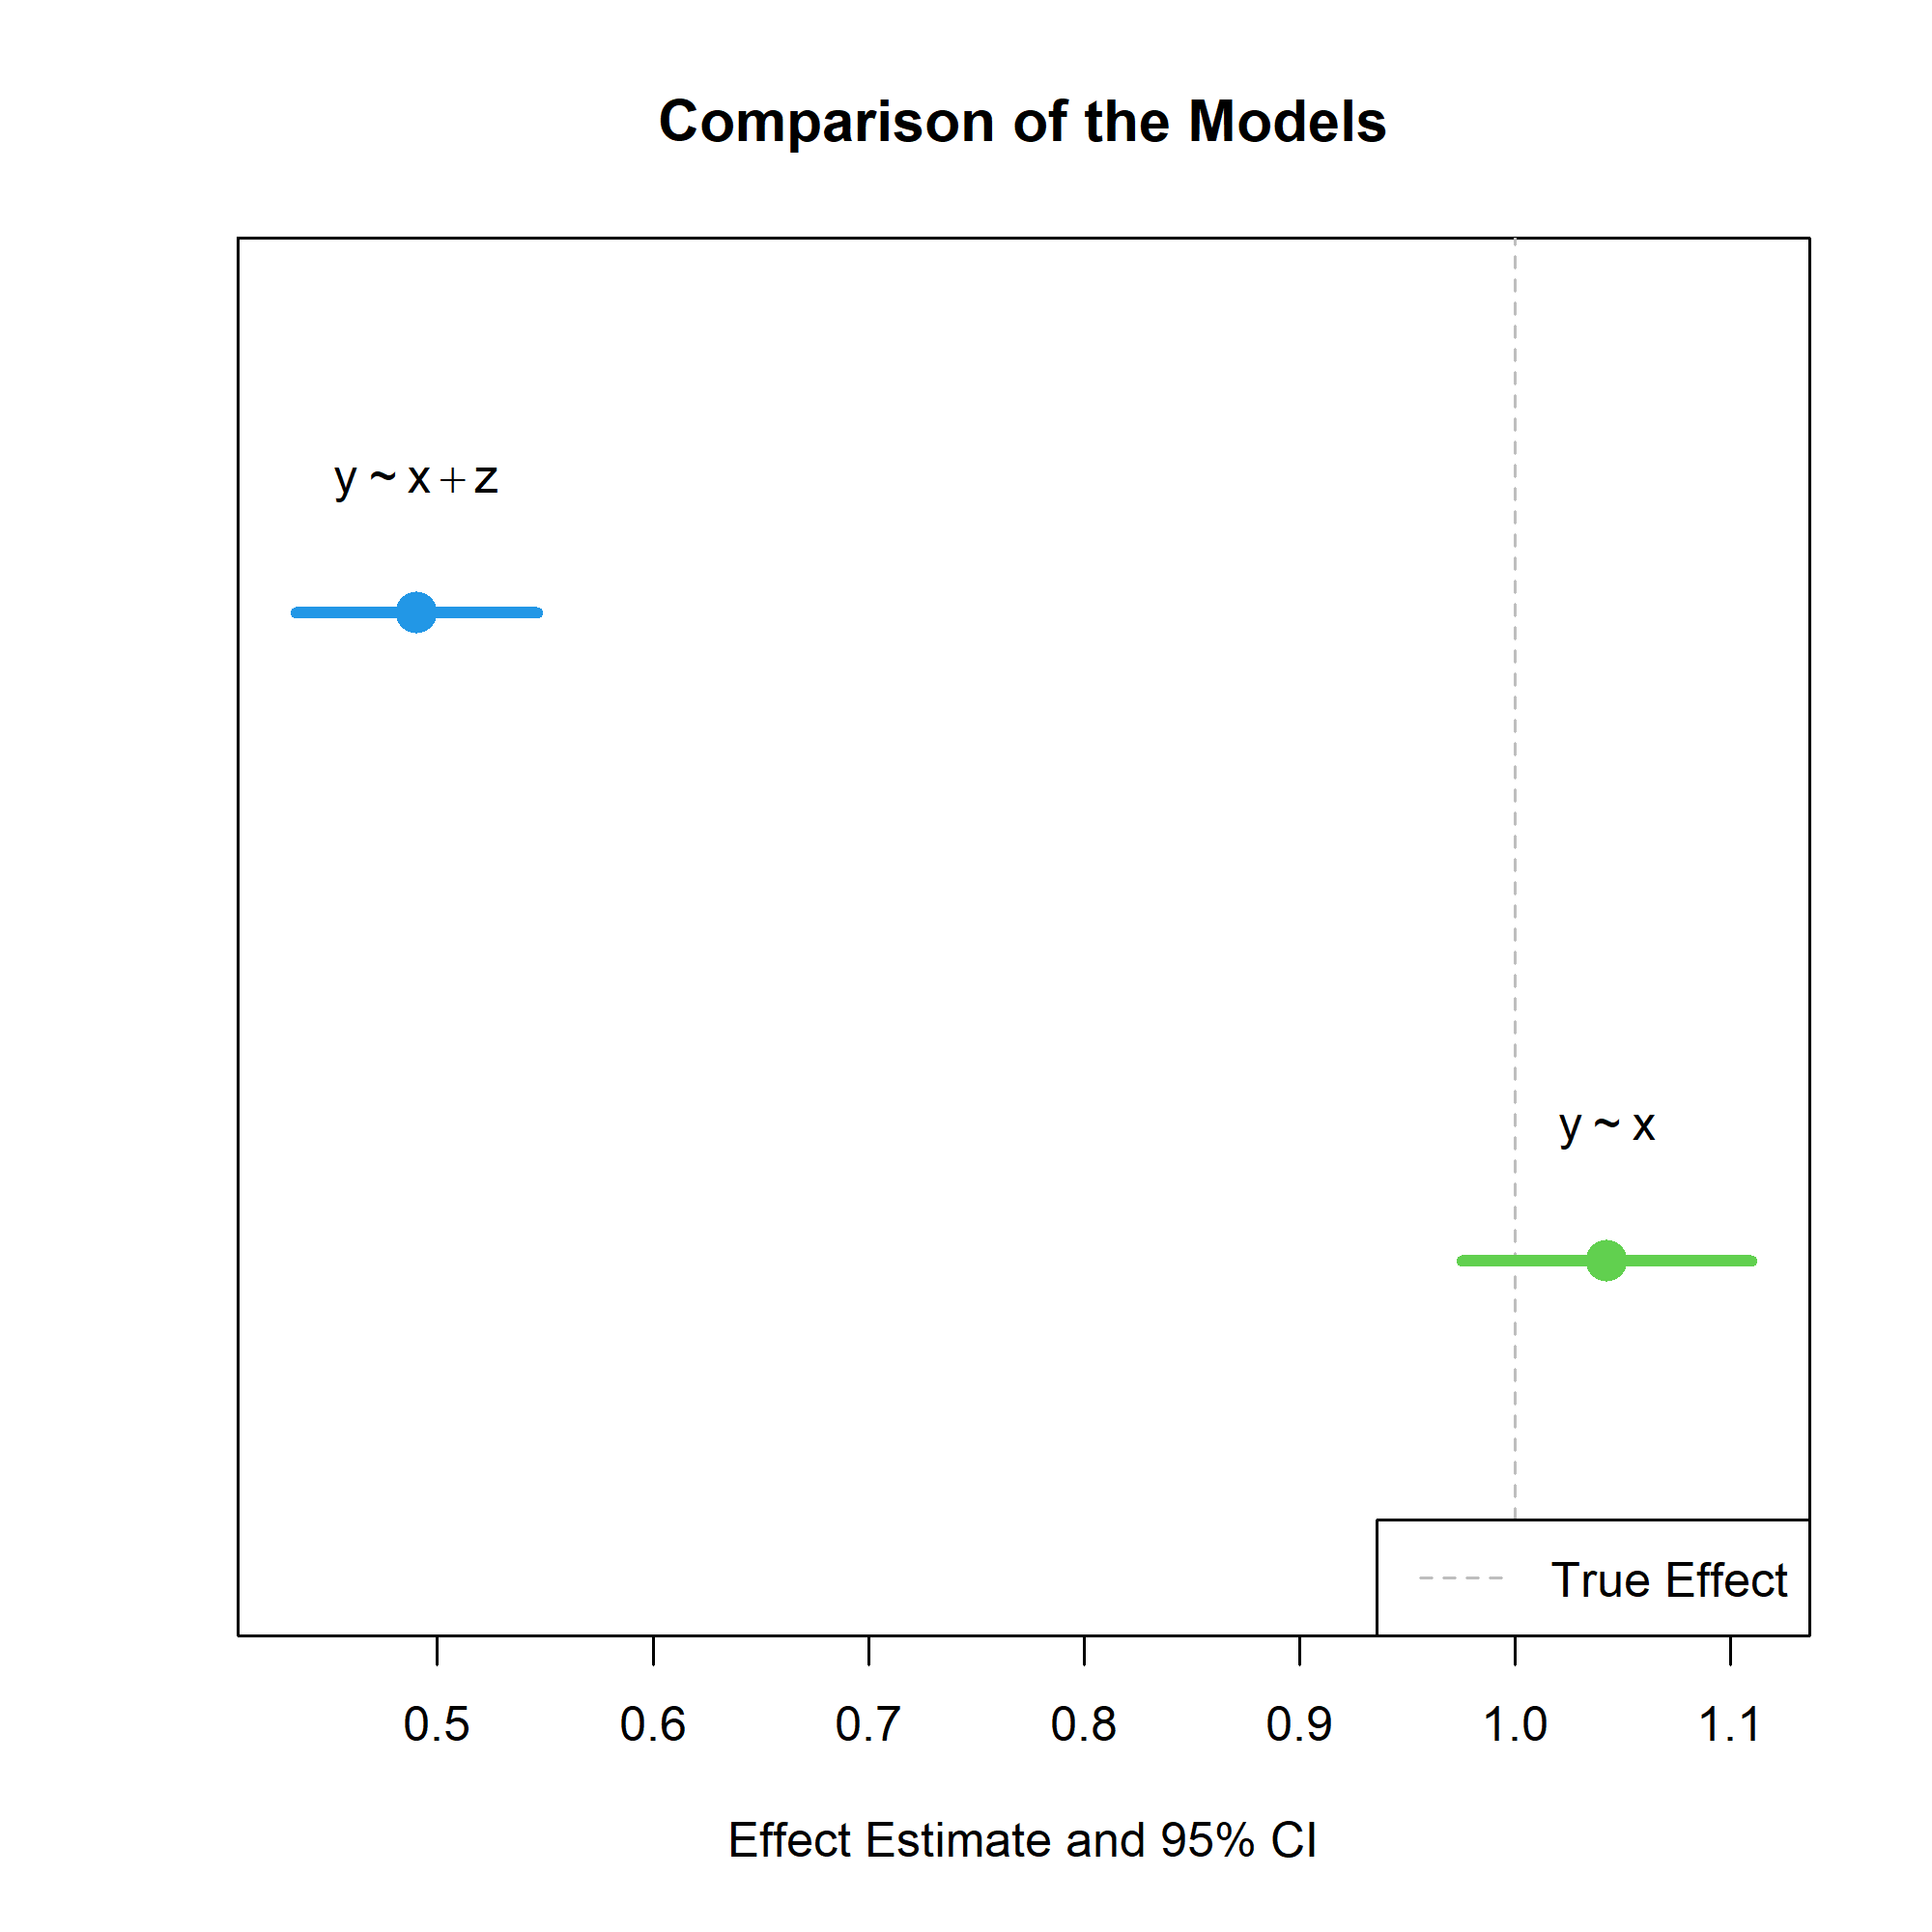 Comparison of the Models
y ~ x + z
y ~ x
True Effect
0.5 0.6 0.7 0.8 0.9 1.0 1.1
Effect Estimate and 95% CI